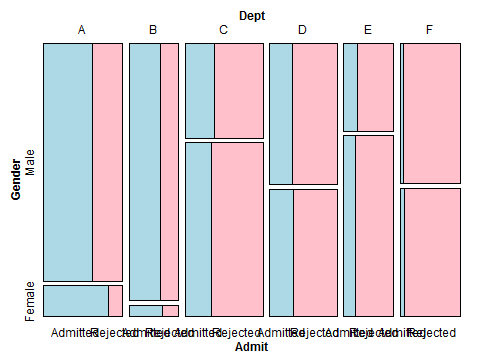 Dept
A B C D E F
Gender
Male
Female
Admitted Rejected Admitted Rejected Admitted Rejected Admitted Rejected Admitted Rejected Admitted Rejected
Admit